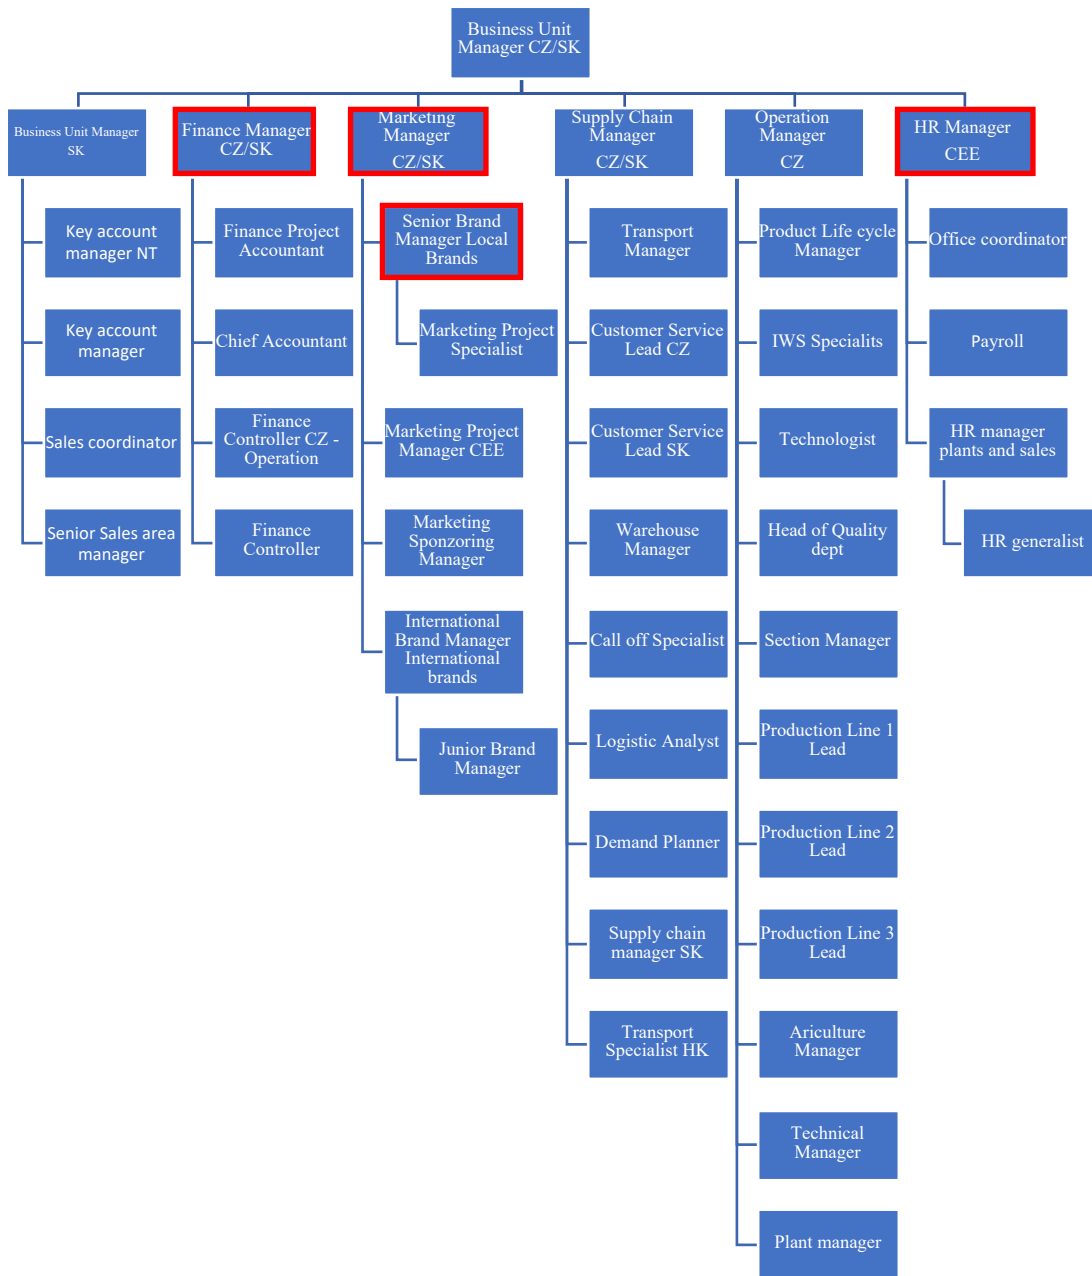 Business Unit
Manager CZ/SK
Business Unit Manager
SK
Finance Manager
CZ/SK
Marketing
Manager
CZ/SK
Supply Chain
Manager
CZ/SK
Operation
Manager
CZ
HR Manager
CEE
Key account
manager NT
Key account
manager
Sales coordinator
Senior Sales area
manager
Finance Project
Accountant
Chief Accountant
Finance
Controller CZ -
Operation
Finance
Controller
Senior Brand
Manager Local
Brands
Marketing Project
Specialist
Marketing Project
Manager CEE
Marketing
Sponzoring
Manager
International
Brand Manager
International
brands
Junior Brand
Manager
Transport
Manager
Customer Service
Lead CZ
Customer Service
Lead SK
Warehouse
Manager
Call off Specialist
Logistic Analyst
Demand Planner
Supply chain
manager SK
Transport
Specialist HK
Product Life cycle
Manager
IWS Specialits
Technologist
Head of Quality
dept
Section Manager
Production Line 1
Lead
Production Line 2
Lead
Production Line 3
Lead
Ariculture
Manager
Technical
Manager
Plant manager
Office coordinator
Payroll
HR manager
plants and sales
HR generalist